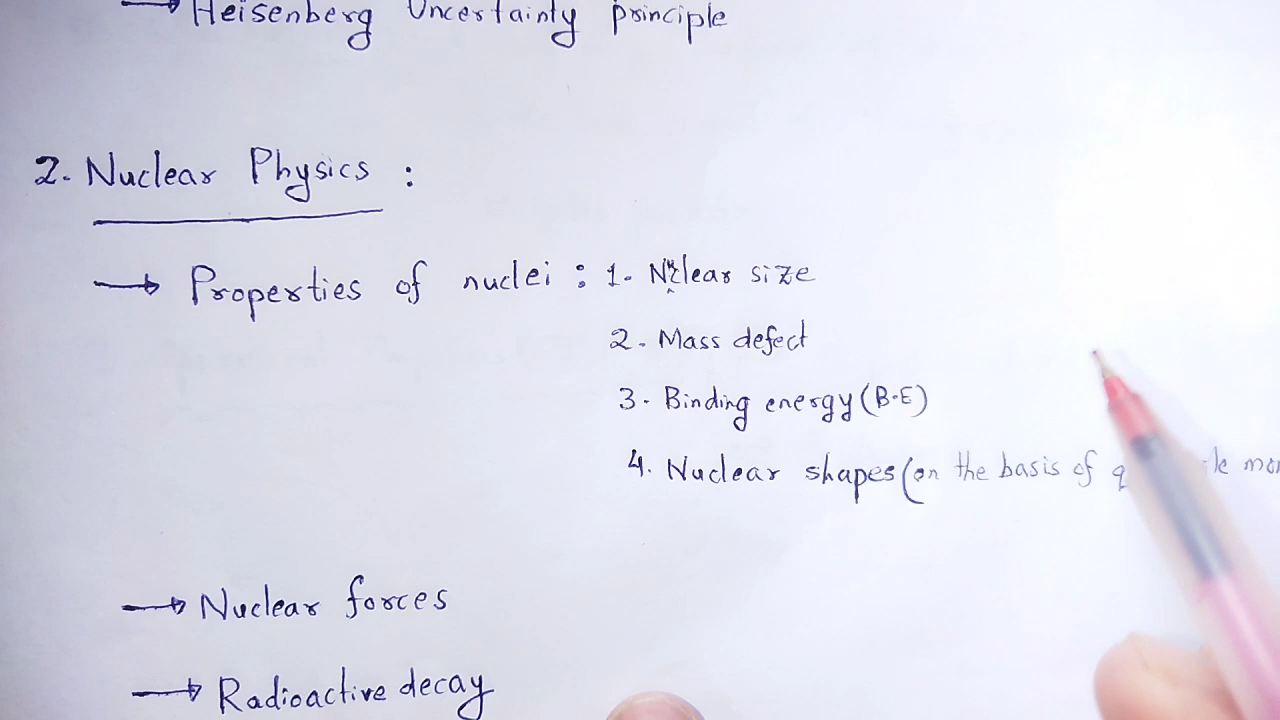 → Heisenberg Uncertainty principle
2. Nuclear Physics :
→ Properties of nuclei : 1. Nuclear size
2. Mass defect
3. Binding energy (B.E)
4. Nuclear shapes (on the basis of
→ Nuclear forces
→ Radioactive decay